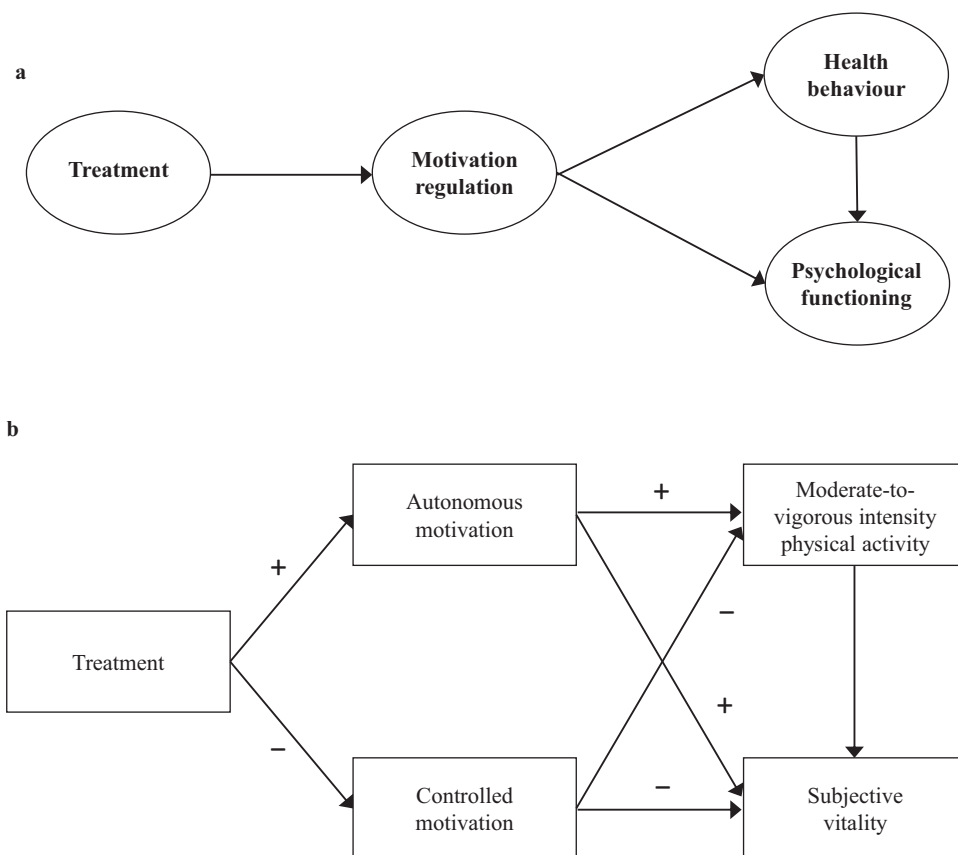 a
Treatment
Motivation
regulation
Health
behaviour
Psychological
functioning
b
Treatment
+
−
Autonomous
motivation
Controlled
motivation
+
−
+
−
Moderate-to-
vigorous intensity
physical activity
Subjective
vitality